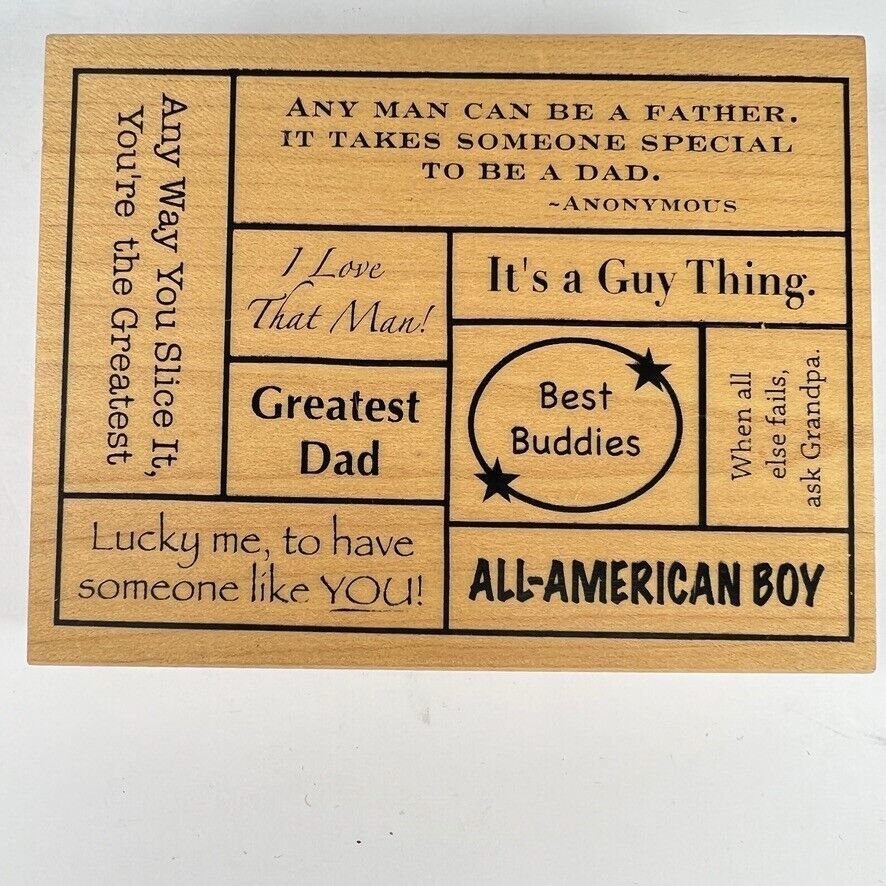 Any Way You Slice It,
You're the Greatest
ANY MAN CAN BE A FATHER.
IT TAKES SOMEONE SPECIAL
TO BE A DAD.
~ANONYMOUS
I Love
That Man!
It's a Guy Thing.
Greatest
Dad
Best
Buddies
When all
else fails,
ask Grandpa.
Lucky me, to have
someone like YOU!
ALL-AMERICAN BOY